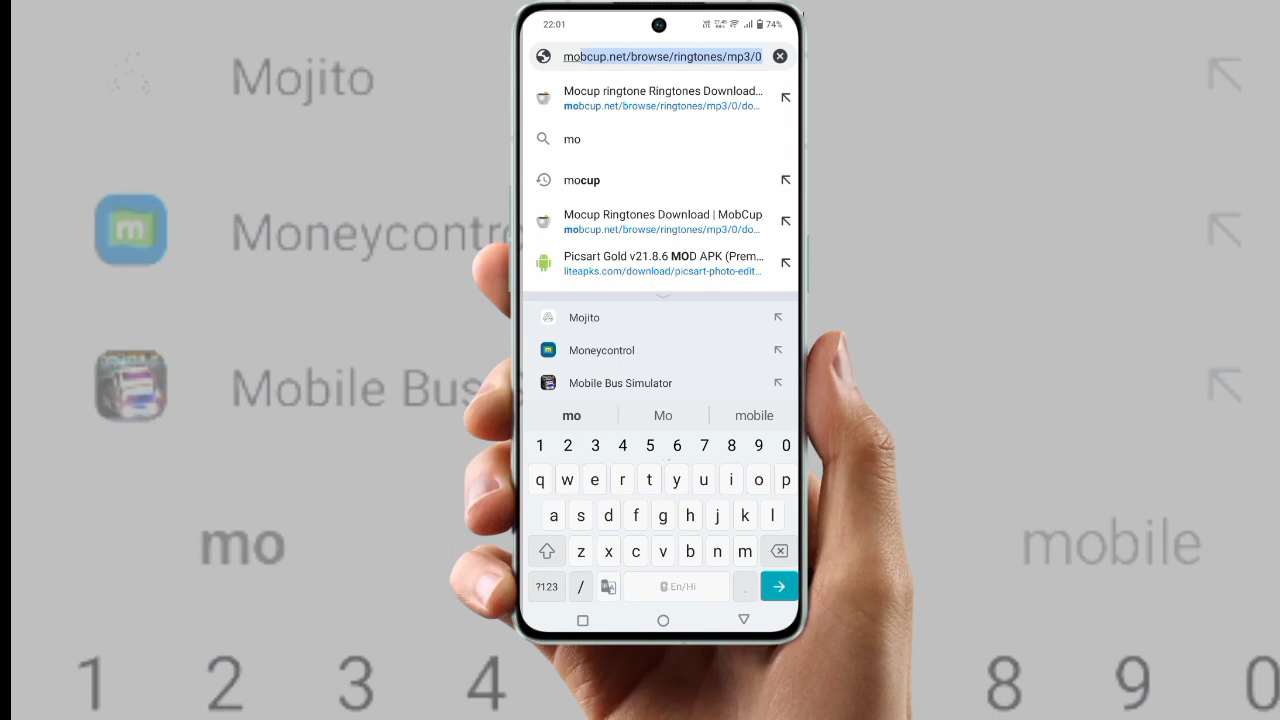 22:01
74%
mobcup.net/browse/ringtones/mp3/0
Mocup ringtone Ringtones Download...
mobcup.net/browse/ringtones/mp3/0/do...
mo
mocup
Mocup Ringtones Download | MobCup
mobcup.net/browse/ringtones/mp3/0/do...
Picsart Gold v21.8.6 MOD APK (Prem...
liteapks.com/download/picsart-photo-edit...
Mojito
Moneycontrol
Mobile Bus Simulator
mo Mo mobile
1 2 3 4 5 6 7 8 9 0
q w e r t y u i o p
a s d f g h j k l
z x c v b n m
?123 / En/Hi .
Mojito
Moneycontro
Mobile Bus
mo mobile
1 2 3 4 8 9 0